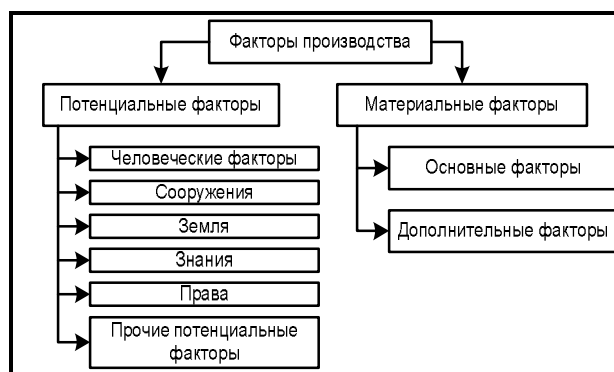 Факторы производства
Потенциальные факторы
Человеческие факторы
Сооружения
Земля
Знания
Права
Прочие потенциальные
факторы
Материальные факторы
Основные факторы
Дополнительные факторы